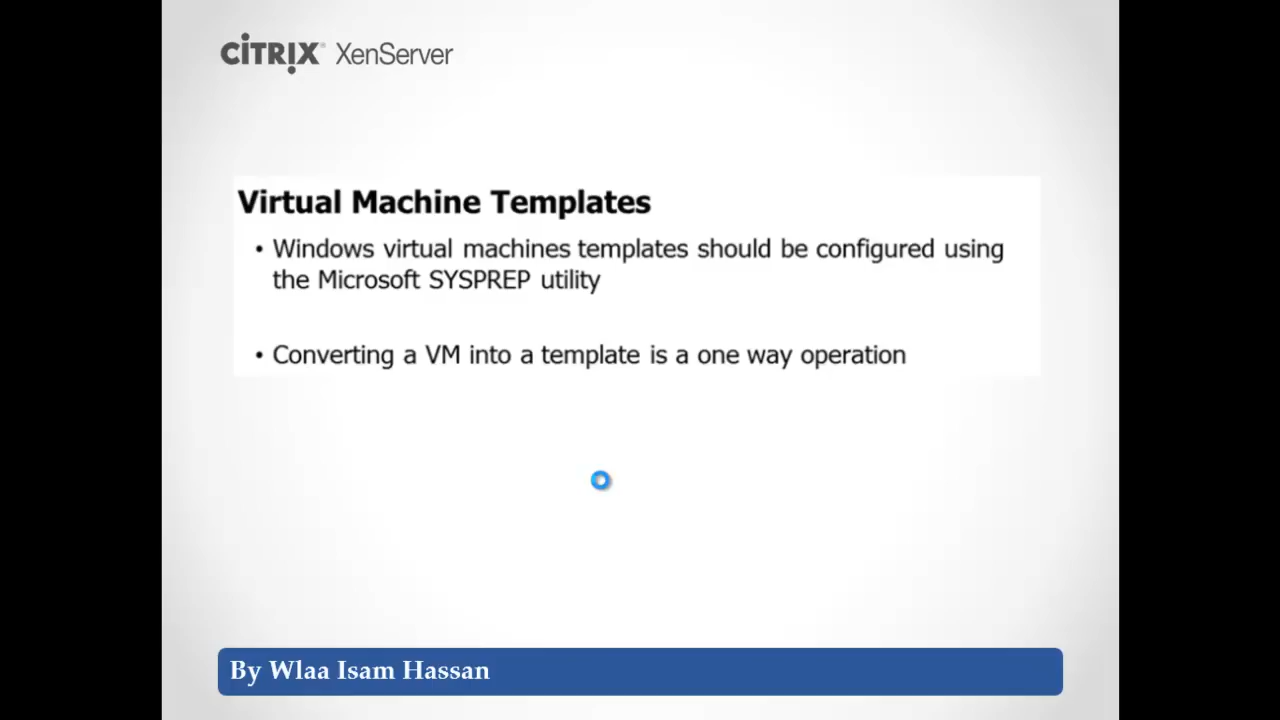 CITRIX XenServer
Virtual Machine Templates
• Windows virtual machines templates should be configured using
the Microsoft SYSPREP utility
• Converting a VM into a template is a one way operation
By Wlaa Isam Hassan